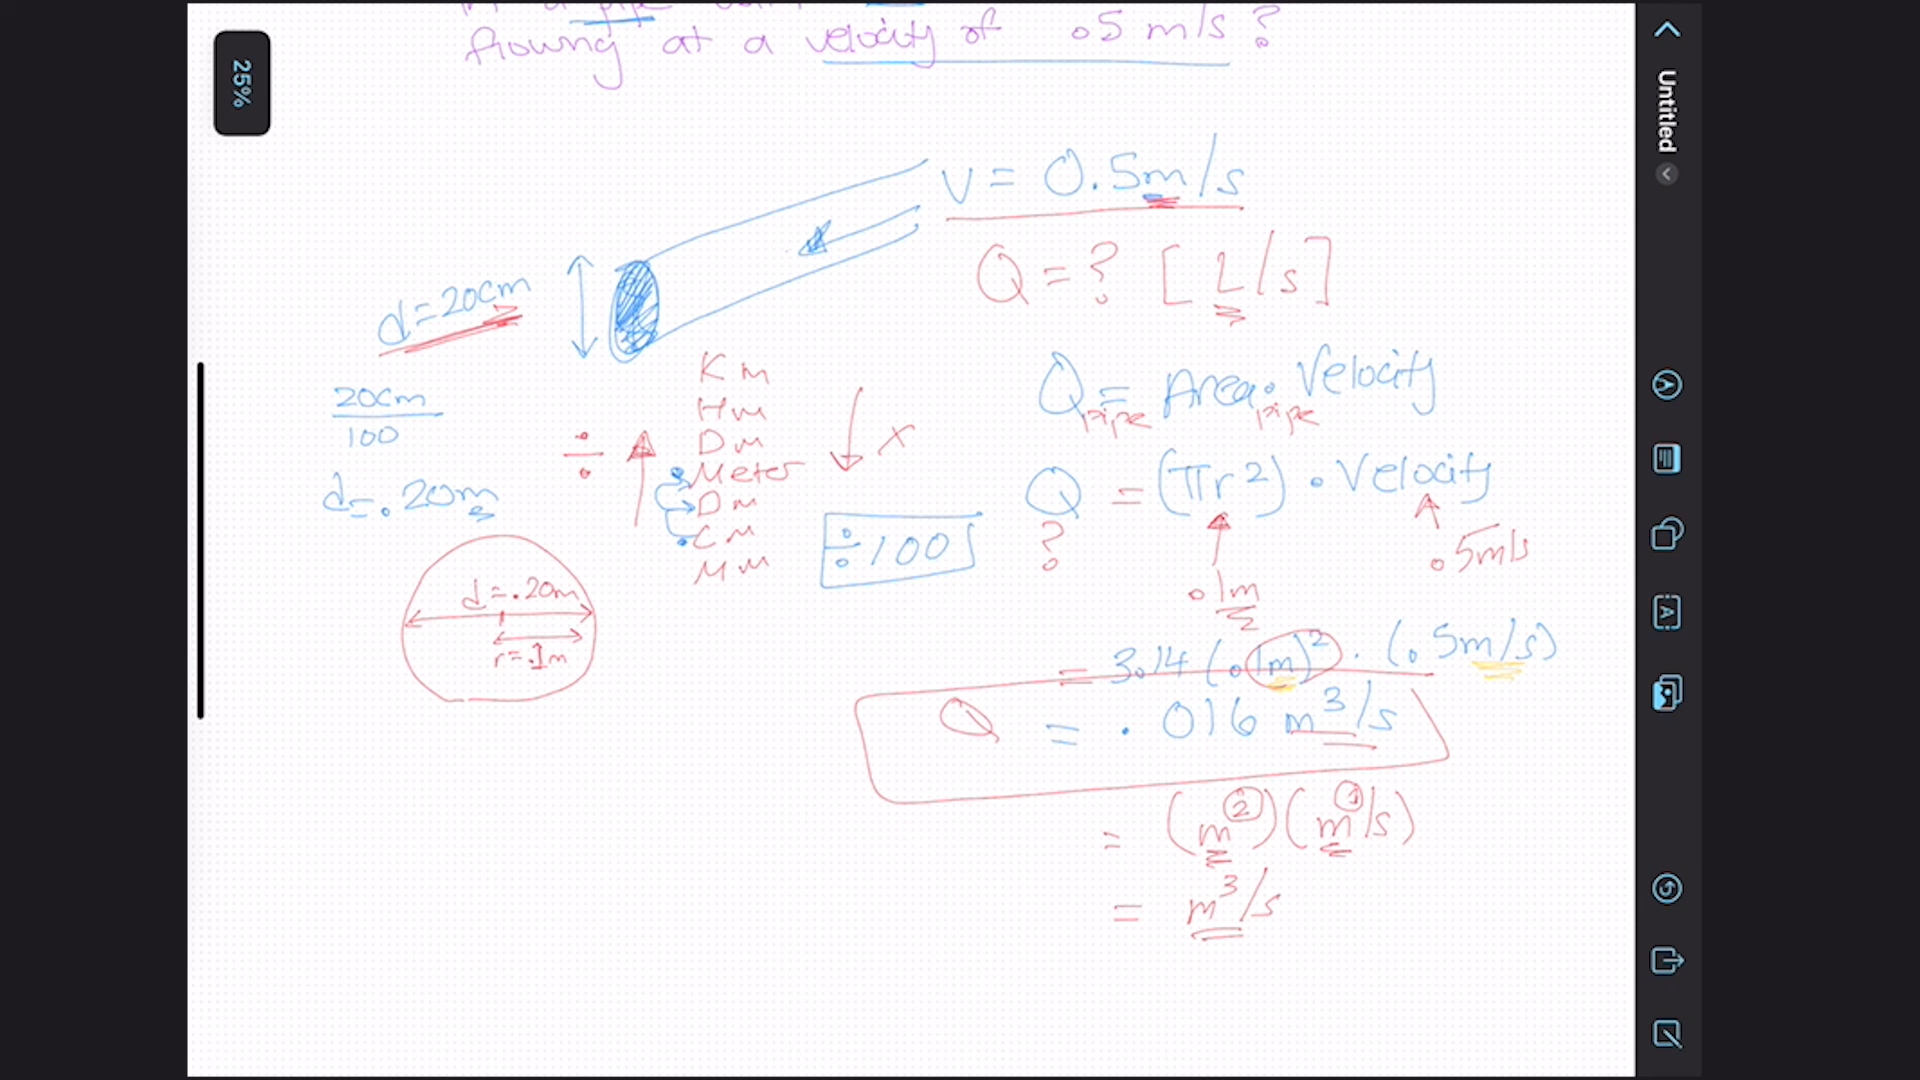 flowing at a velocity of .05 m/s ?
25%
Untitled
V = 0.5m/s
Q = ? [L/s]
d=20cm
20cm
100
d=.20m
÷
Km
Hm
Dm
Meter
Dm
Cm
Mm
x
÷100
d=.20m
r=.1m
Q pipe = Area pipe . Velocity
Q = (πr2) . Velocity
?
.1m
.5m/s
= 3.14 (.1m)2 . (.5m/s)
Q = .016 m3/s
= (m2)(m1/s)
= m3/s